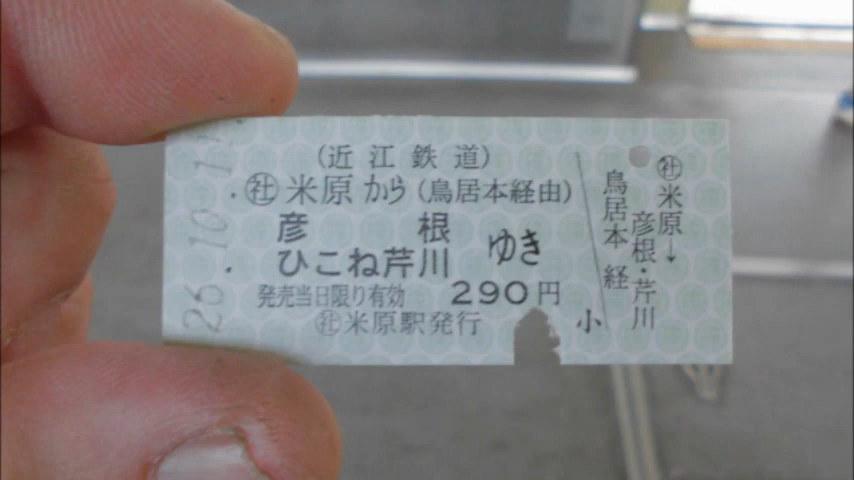 (近江鉄道)
㊓米原から(鳥居本経由)
彦根
ひこね芹川
ゆき
発売当日限り有効 290円
㊓米原駅発行 小
㊓米原→
彦根・芹川
鳥居本 経
26.10.1